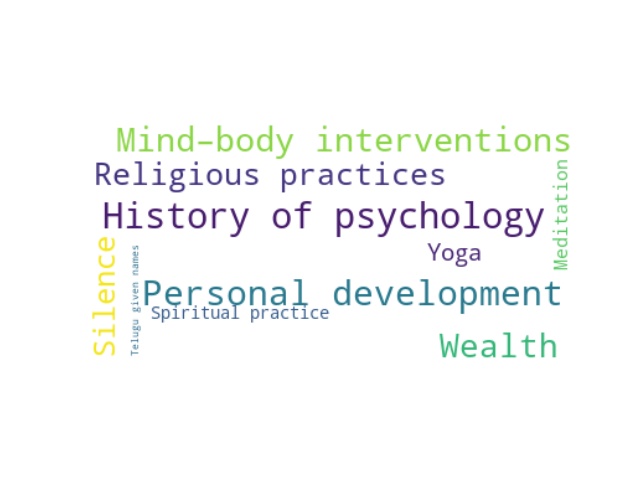 Mind–body interventions
Religious practices
Meditation
History of psychology
Yoga
Silence
Telugu given names
Personal development
Spiritual practice
Wealth